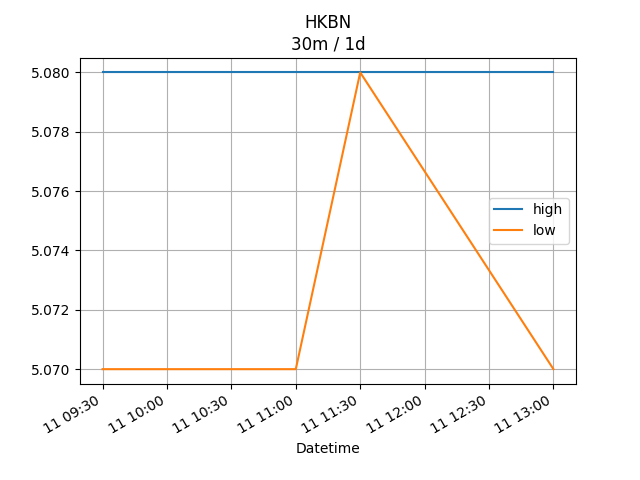 HKBN
30m / 1d
5.080
5.078
5.076
5.074
5.072
5.070
high
low
11 09:30
11 10:00
11 10:30
11 11:00
11 11:30
11 12:00
11 12:30
11 13:00
Datetime